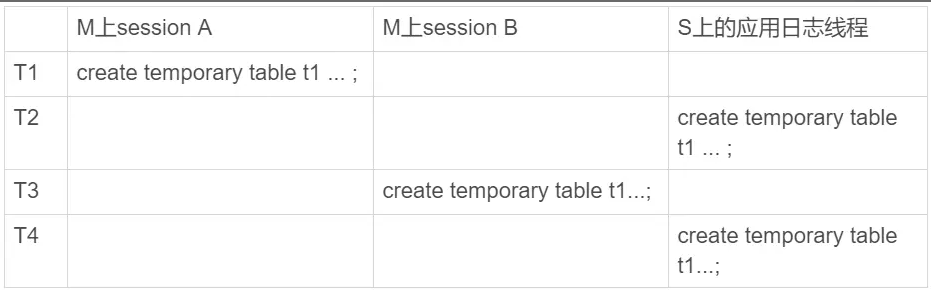 M上session A M上session B S上的应用日志线程
T1 create temporary table t1 ... ;
T2 create temporary table
t1 ... ;
T3 create temporary table t1...;
T4 create temporary table
t1...;